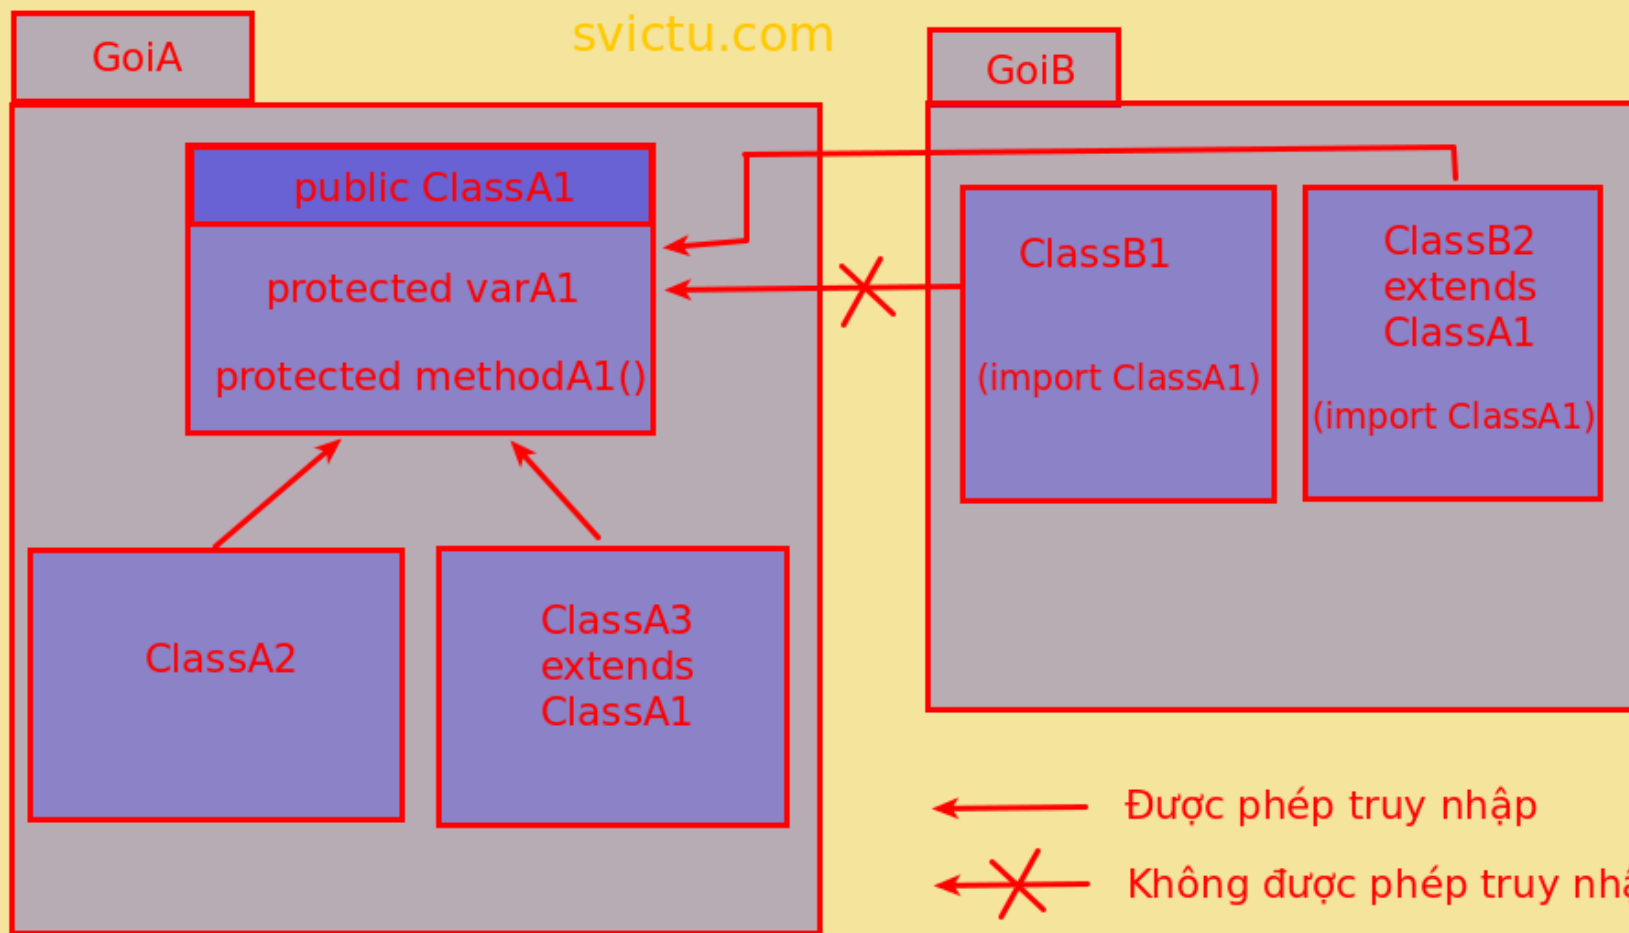 svictu.com
GoiA
public ClassA1
protected varA1
protected methodA1()
ClassA2
ClassA3
extends
ClassA1
GoiB
ClassB1
(import ClassA1)
ClassB2
extends
ClassA1
(import ClassA1)
Được phép truy nhập
Không được phép truy